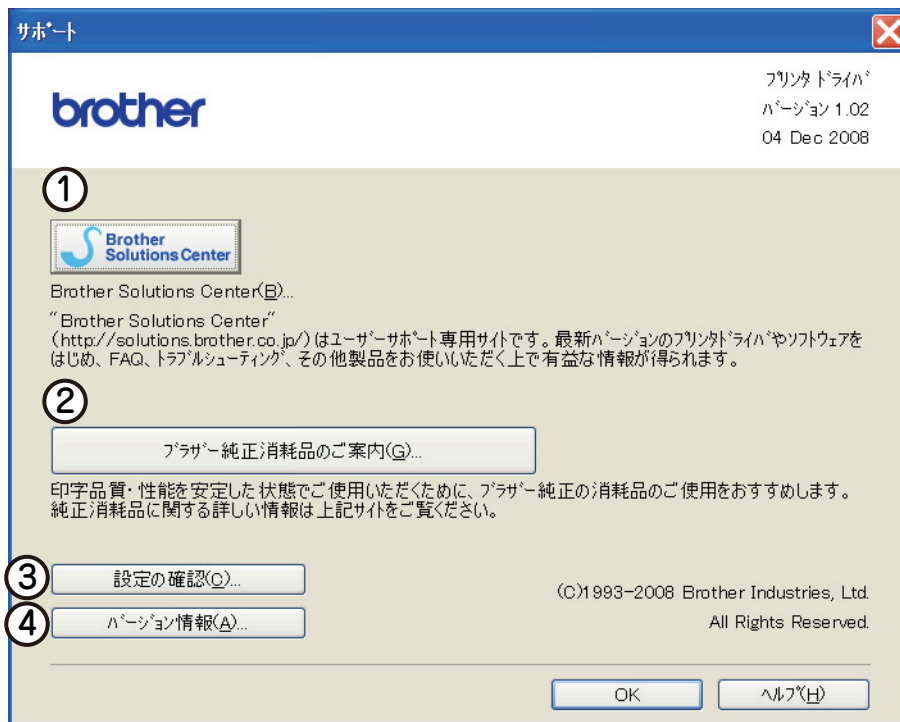 サポート
brother
プリンタ ドライバ
バージョン 1.02
04 Dec 2008
①
Brother
Solutions Center
Brother Solutions Center(B)...
"Brother Solutions Center"
(http://solutions.brother.co.jp/)はユーザーサポート専用サイトです。最新バージョンのプリンタドライバやソフトウェアを
はじめ、FAQ、トラブルシューティング、その他製品をお使いいただく上で有益な情報が得られます。
②
ブラザー純正消耗品のご案内(G)...
印字品質・性能を安定した状態でご使用いただくために、ブラザー純正の消耗品のご使用をおすすめします。
純正消耗品に関する詳しい情報は上記サイトをご覧ください。
③
設定の確認(C)...
④
バージョン情報(A)...
(C)1993-2008 Brother Industries, Ltd.
All Rights Reserved.
OK
ヘルプ(H)